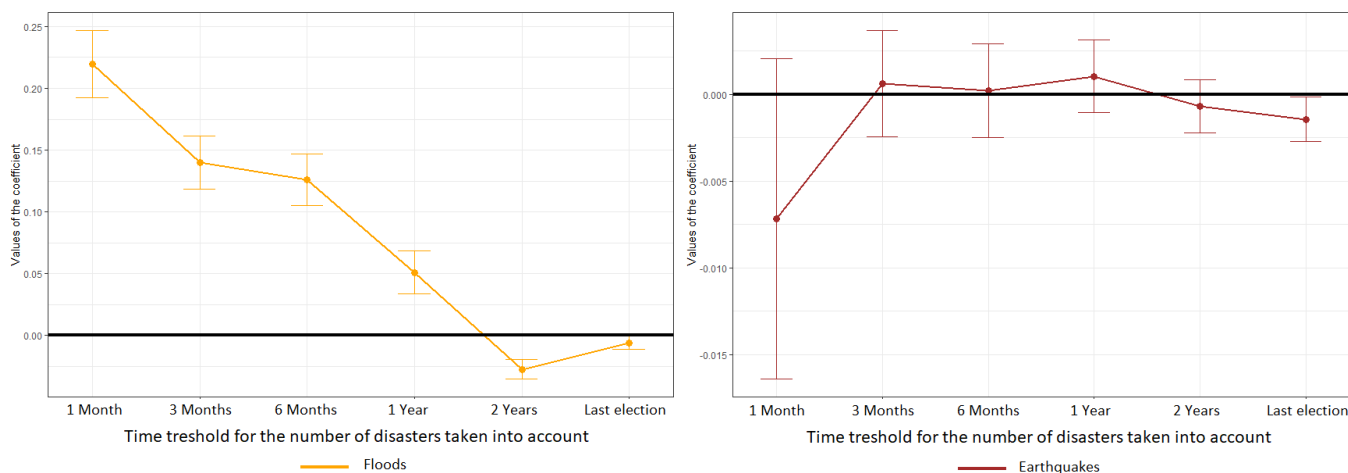 Values of the coefficient
0.25
0.20
0.15
0.10
0.05
0.00
1 Month 3 Months 6 Months 1 Year 2 Years Last election
Time treshold for the number of disasters taken into account
Floods
Values of the coefficient
0.000
-0.005
-0.010
-0.015
1 Month 3 Months 6 Months 1 Year 2 Years Last election
Time treshold for the number of disasters taken into account
Earthquakes